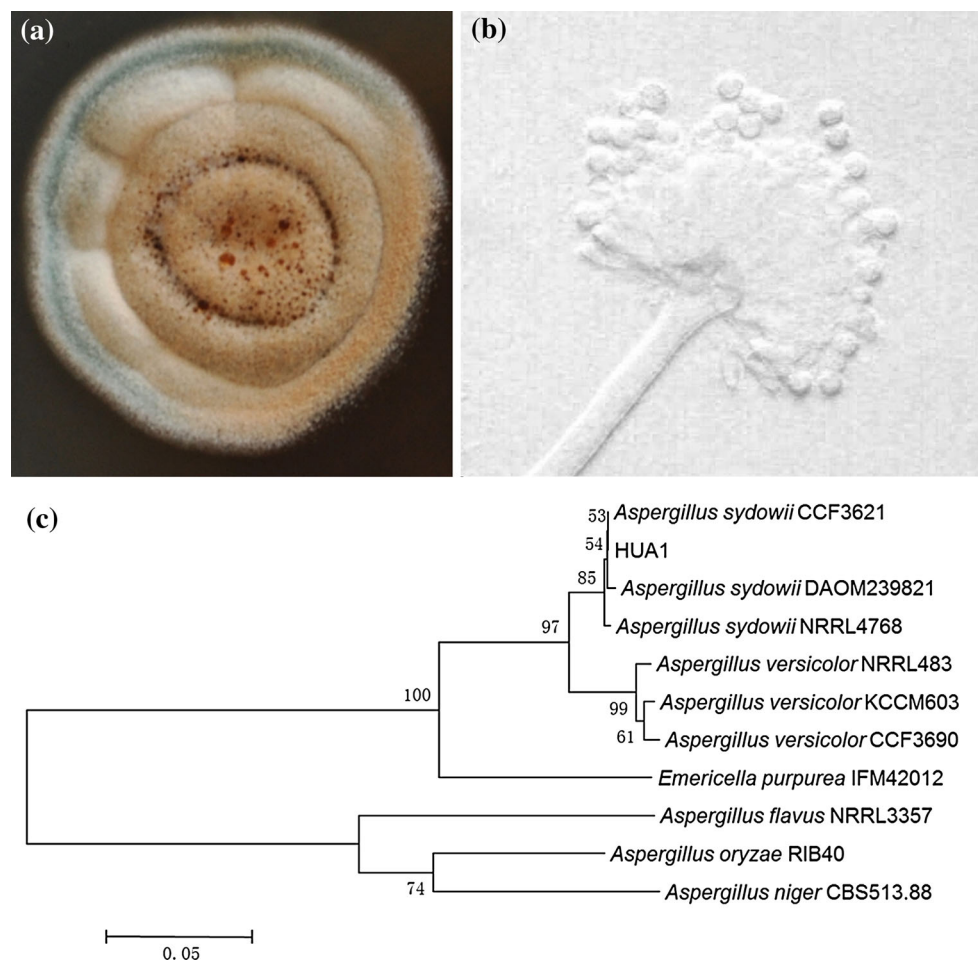 (a)
(b)
(c)
53 Aspergillus sydowii CCF3621
54 HUA1
85 Aspergillus sydowii DAOM239821
Aspergillus sydowii NRRL4768
97
Aspergillus versicolor NRRL483
100
Aspergillus versicolor KCCM603
99
61 Aspergillus versicolor CCF3690
Emericella purpurea IFM42012
Aspergillus flavus NRRL3357
Aspergillus oryzae RIB40
74 Aspergillus niger CBS513.88
0.05